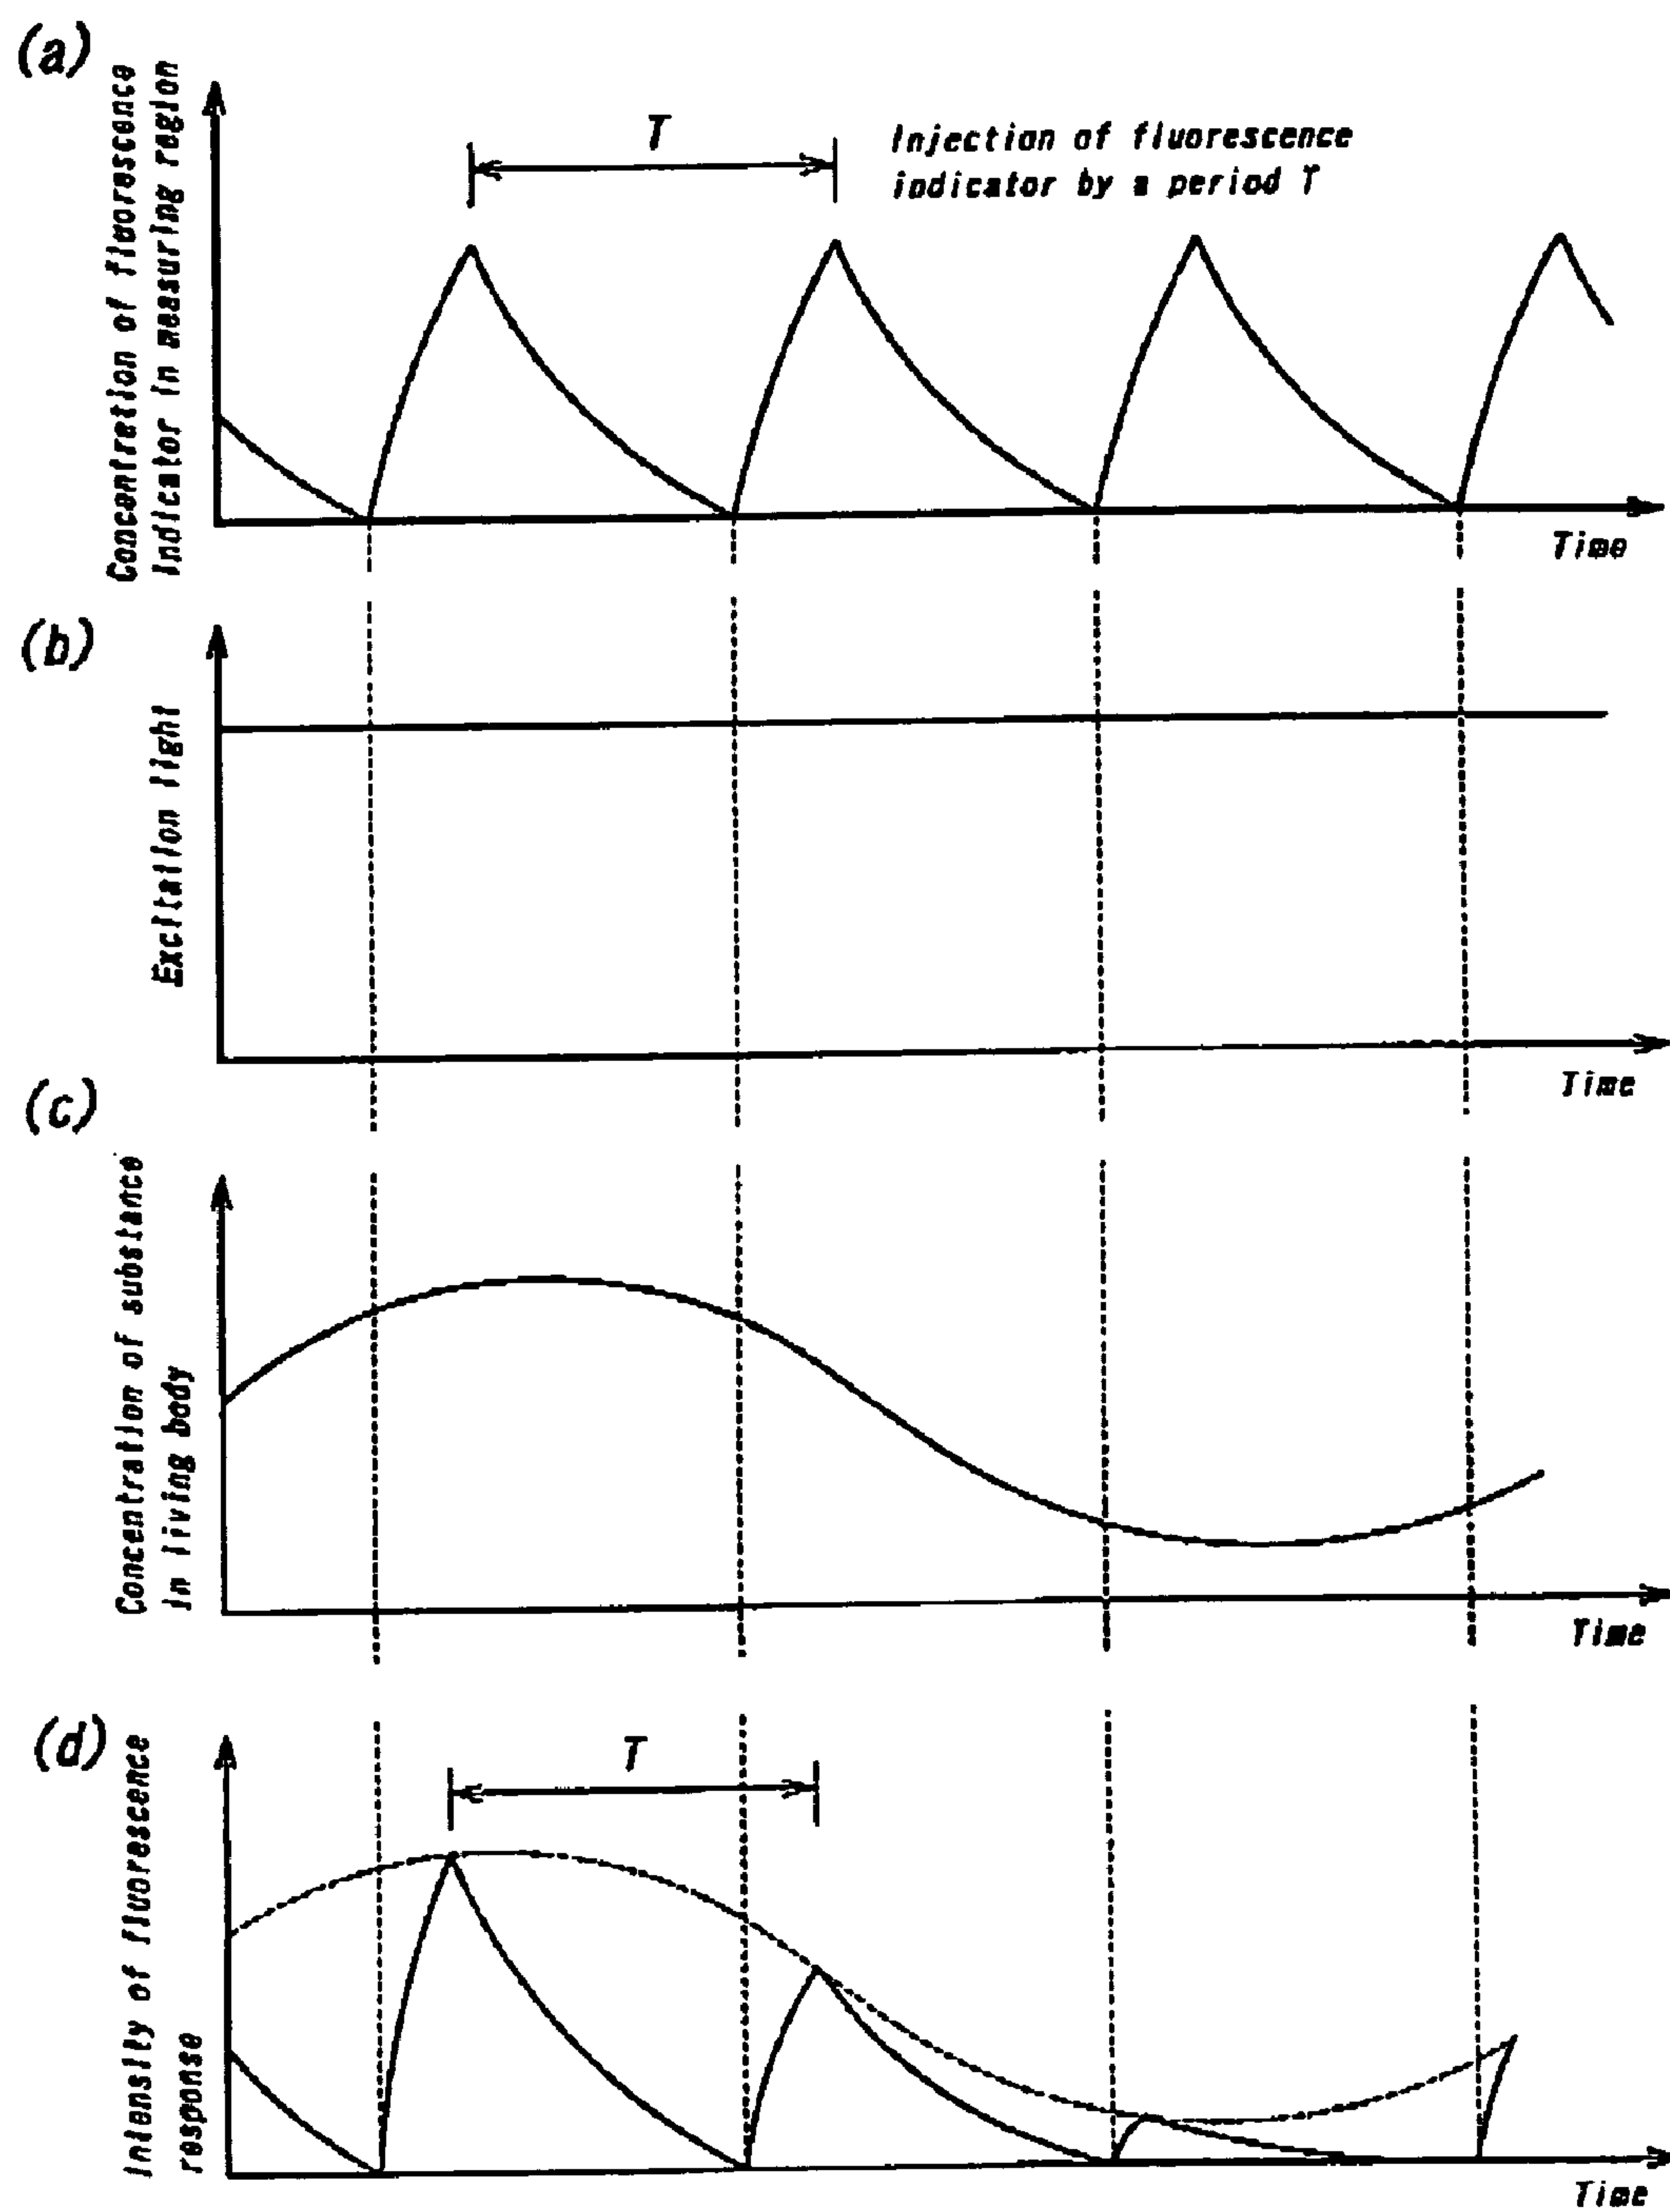 (a)
Concentration of fluorescence
indicator in measuring region
T
Injection of fluorescence
indicator by a period T
Time
(b)
Excitation light
Time
(c)
Concentration of substance
in living body
Time
(d)
Intensity of fluorescence
response
T
Time